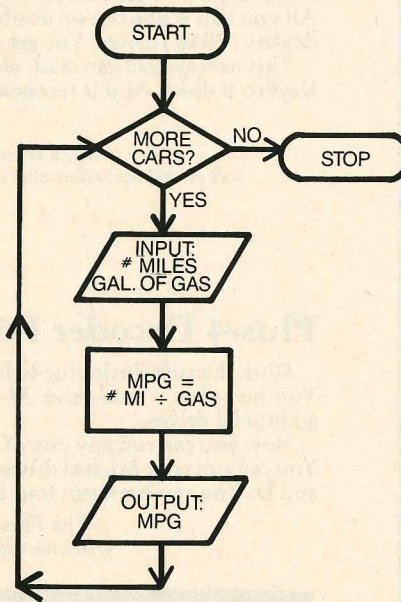 START
MORE
CARS?
NO
STOP
YES
INPUT:
# MILES
GAL. OF GAS
MPG =
# MI ÷ GAS
OUTPUT:
MPG